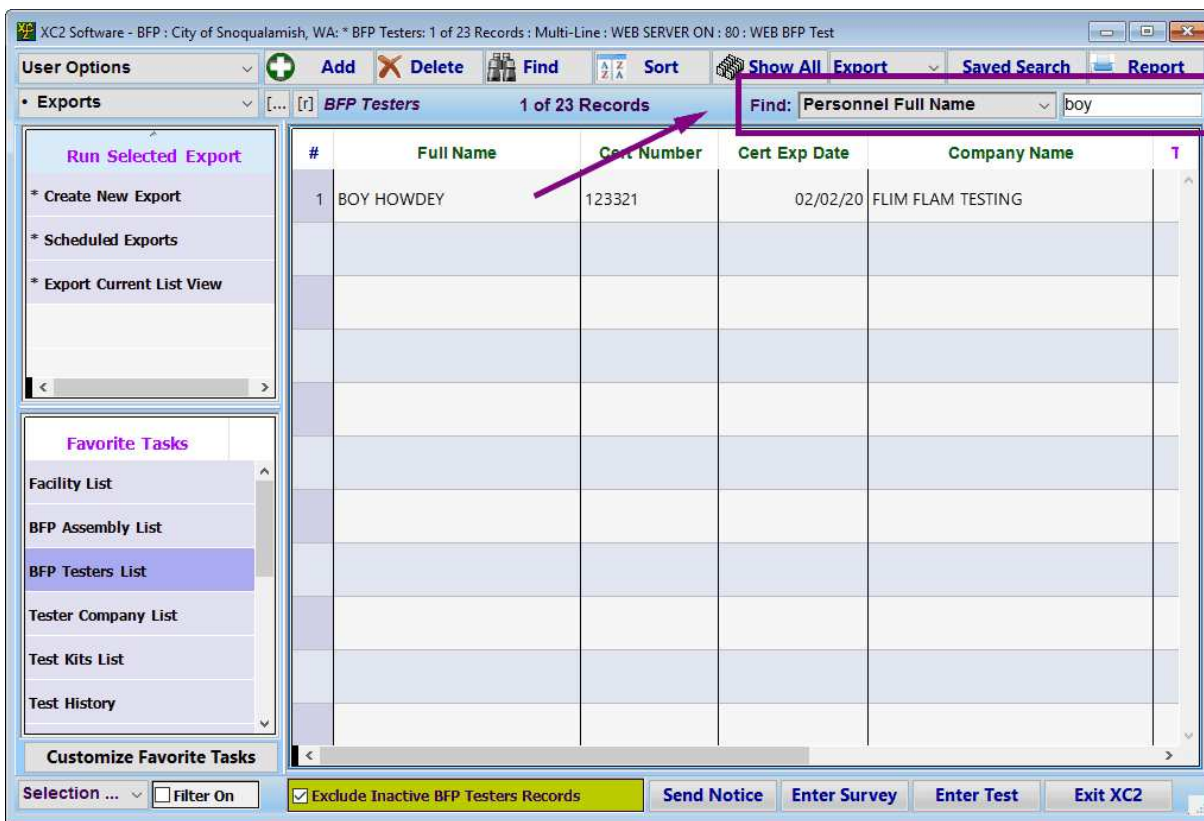 XC2 Software - BFP : City of Snoqualamish, WA: * BFP Testers: 1 of 23 Records : Multi-Line : WEB SERVER ON : 80 : WEB BFP Test
User Options Add Delete Find Sort Show All Export Saved Search Report
• Exports [... [r] BFP Testers 1 of 23 Records Find: Personnel Full Name boy
Run Selected Export
* Create New Export
* Scheduled Exports
* Export Current List View
# Full Name Cert Number Cert Exp Date Company Name T
1 BOY HOWDEY 123321 02/02/20 FLIM FLAM TESTING
Favorite Tasks
Facility List
BFP Assembly List
BFP Testers List
Tester Company List
Test Kits List
Test History
Customize Favorite Tasks
Selection ... Filter On Exclude Inactive BFP Testers Records Send Notice Enter Survey Enter Test Exit XC2